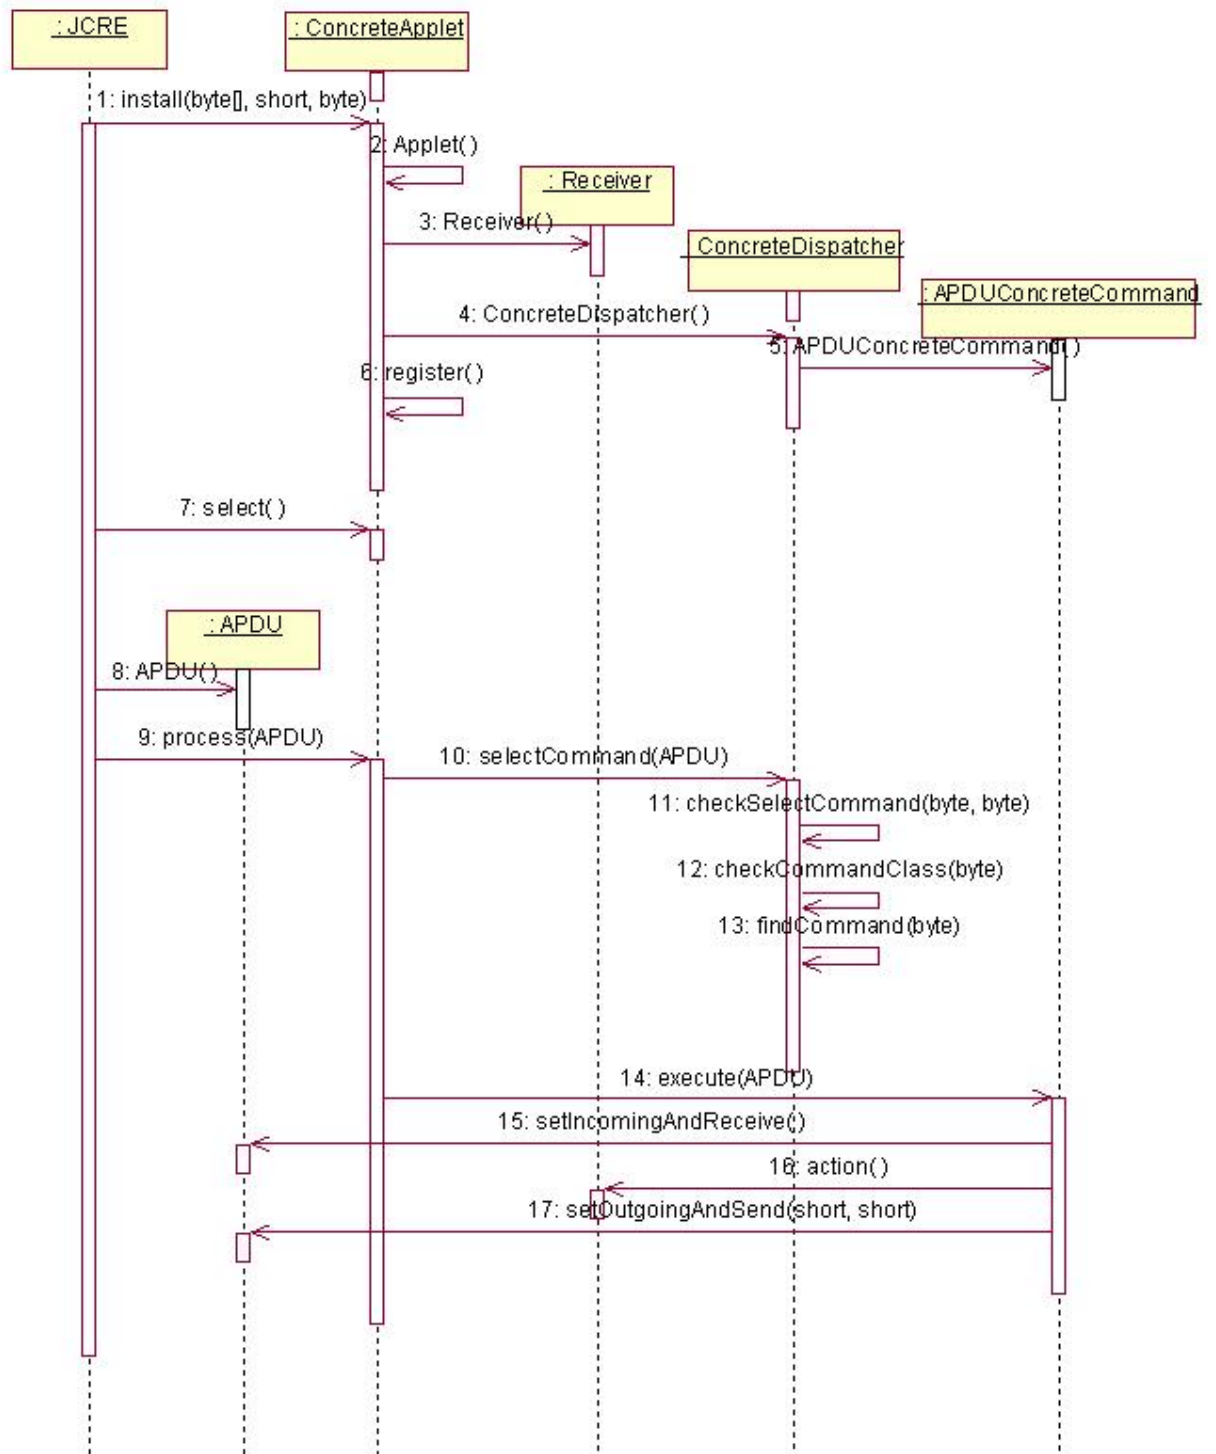 : JCRE
: ConcreteApplet
1: install(byte[], short, byte)
2: Applet( )
: Receiver
3: Receiver( )
: ConcreteDispatcher
: APDUConcreteCommand
4: ConcreteDispatcher( )
5: APDUConcreteCommand( )
6: register( )
7: select( )
: APDU
8: APDU( )
9: process(APDU)
10: selectCommand(APDU)
11: checkSelectCommand(byte, byte)
12: checkCommandClass(byte)
13: findCommand(byte)
14: execute(APDU)
15: setIncomingAndReceive( )
16: action( )
17: setOutgoingAndSend(short, short)